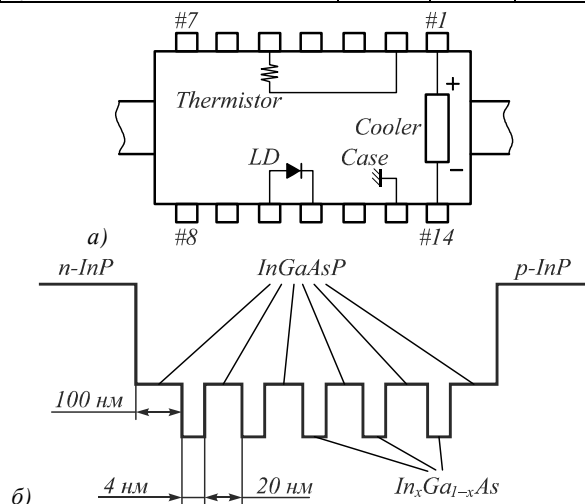 #7 #1
Thermistor
+
Cooler
LD Case
−
#8 #14
а)
n-InP InGaAsP p-InP
100 нм
4 нм 20 нм InxGa1−xAs
б)